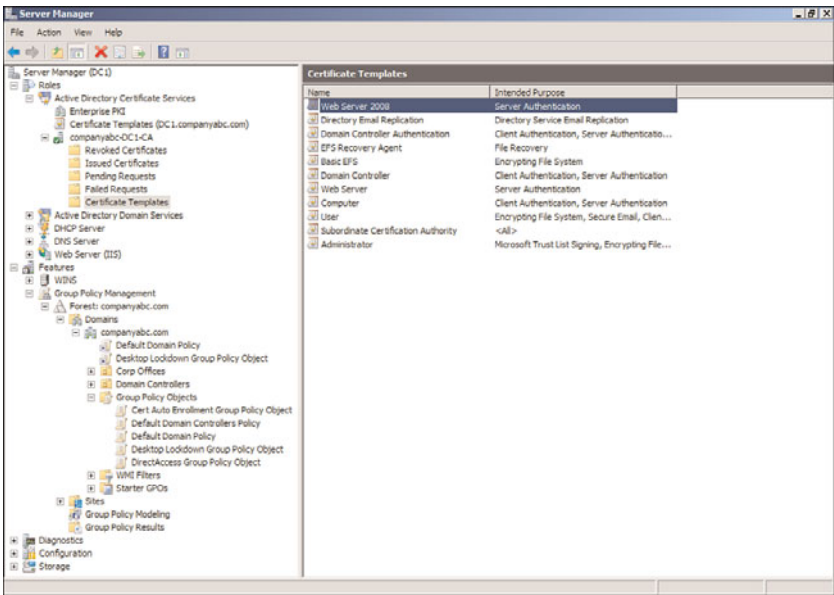 Server Manager
File Action View Help
Server Manager (DC1)
Roles
Active Directory Certificate Services
Enterprise PKI
Certificate Templates (DC1.companyabc.com)
companyabc-DC1-CA
Revoked Certificates
Issued Certificates
Pending Requests
Failed Requests
Certificate Templates
Active Directory Domain Services
DHCP Server
DNS Server
Web Server (IIS)
Features
WINS
Group Policy Management
Forest: companyabc.com
Domains
companyabc.com
Default Domain Policy
Desktop Lockdown Group Policy Object
Corp Offices
Domain Controllers
Group Policy Objects
Cert Auto Enrollment Group Policy Object
Default Domain Controllers Policy
Default Domain Policy
Desktop Lockdown Group Policy Object
DirectAccess Group Policy Object
WMI Filters
Starter GPOs
Sites
Group Policy Modeling
Group Policy Results
Diagnostics
Configuration
Storage
Certificate Templates
Name Intended Purpose
Web Server 2008 Server Authentication
Directory Email Replication Directory Service Email Replication
Domain Controller Authentication Client Authentication, Server Authenticatio...
EFS Recovery Agent File Recovery
Basic EFS Encrypting File System
Domain Controller Client Authentication, Server Authentication
Web Server Server Authentication
Computer Client Authentication, Server Authentication
User Encrypting File System, Secure Email, Clien...
Subordinate Certification Authority <All>
Administrator Microsoft Trust List Signing, Encrypting File...